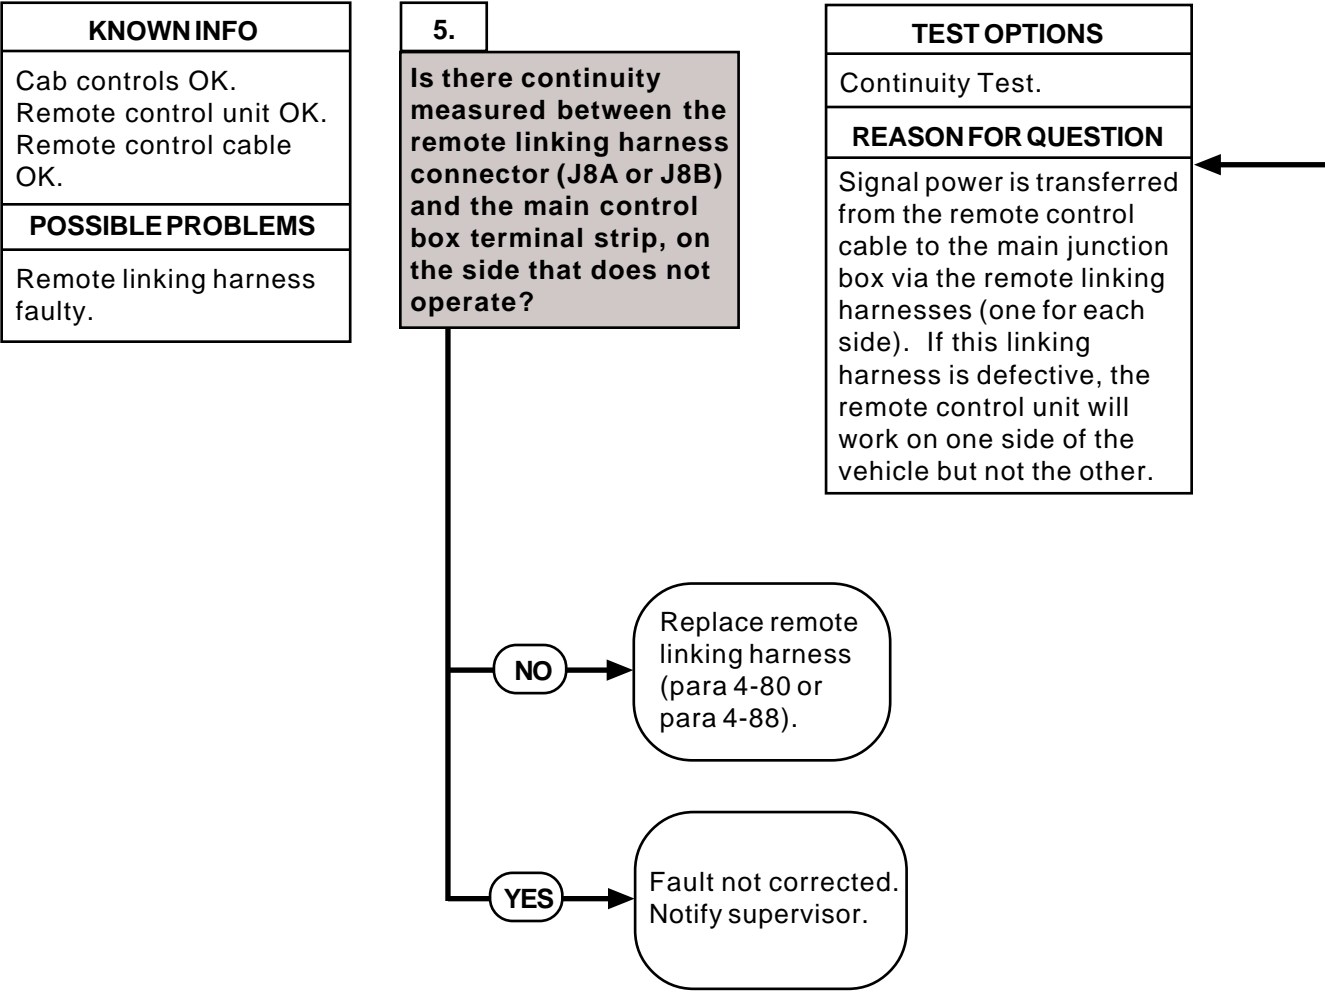 KNOWN INFO
Cab controls OK.
Remote control unit OK.
Remote control cable
OK.
POSSIBLE PROBLEMS
Remote linking harness
faulty.
5.
Is there continuity
measured between the
remote linking harness
connector (J8A or J8B)
and the main control
box terminal strip, on
the side that does not
operate?
TEST OPTIONS
Continuity Test.
REASON FOR QUESTION
Signal power is transferred
from the remote control
cable to the main junction
box via the remote linking
harnesses (one for each
side). If this linking
harness is defective, the
remote control unit will
work on one side of the
vehicle but not the other.
NO
Replace remote
linking harness
(para 4-80 or
para 4-88).
YES
Fault not corrected.
Notify supervisor.